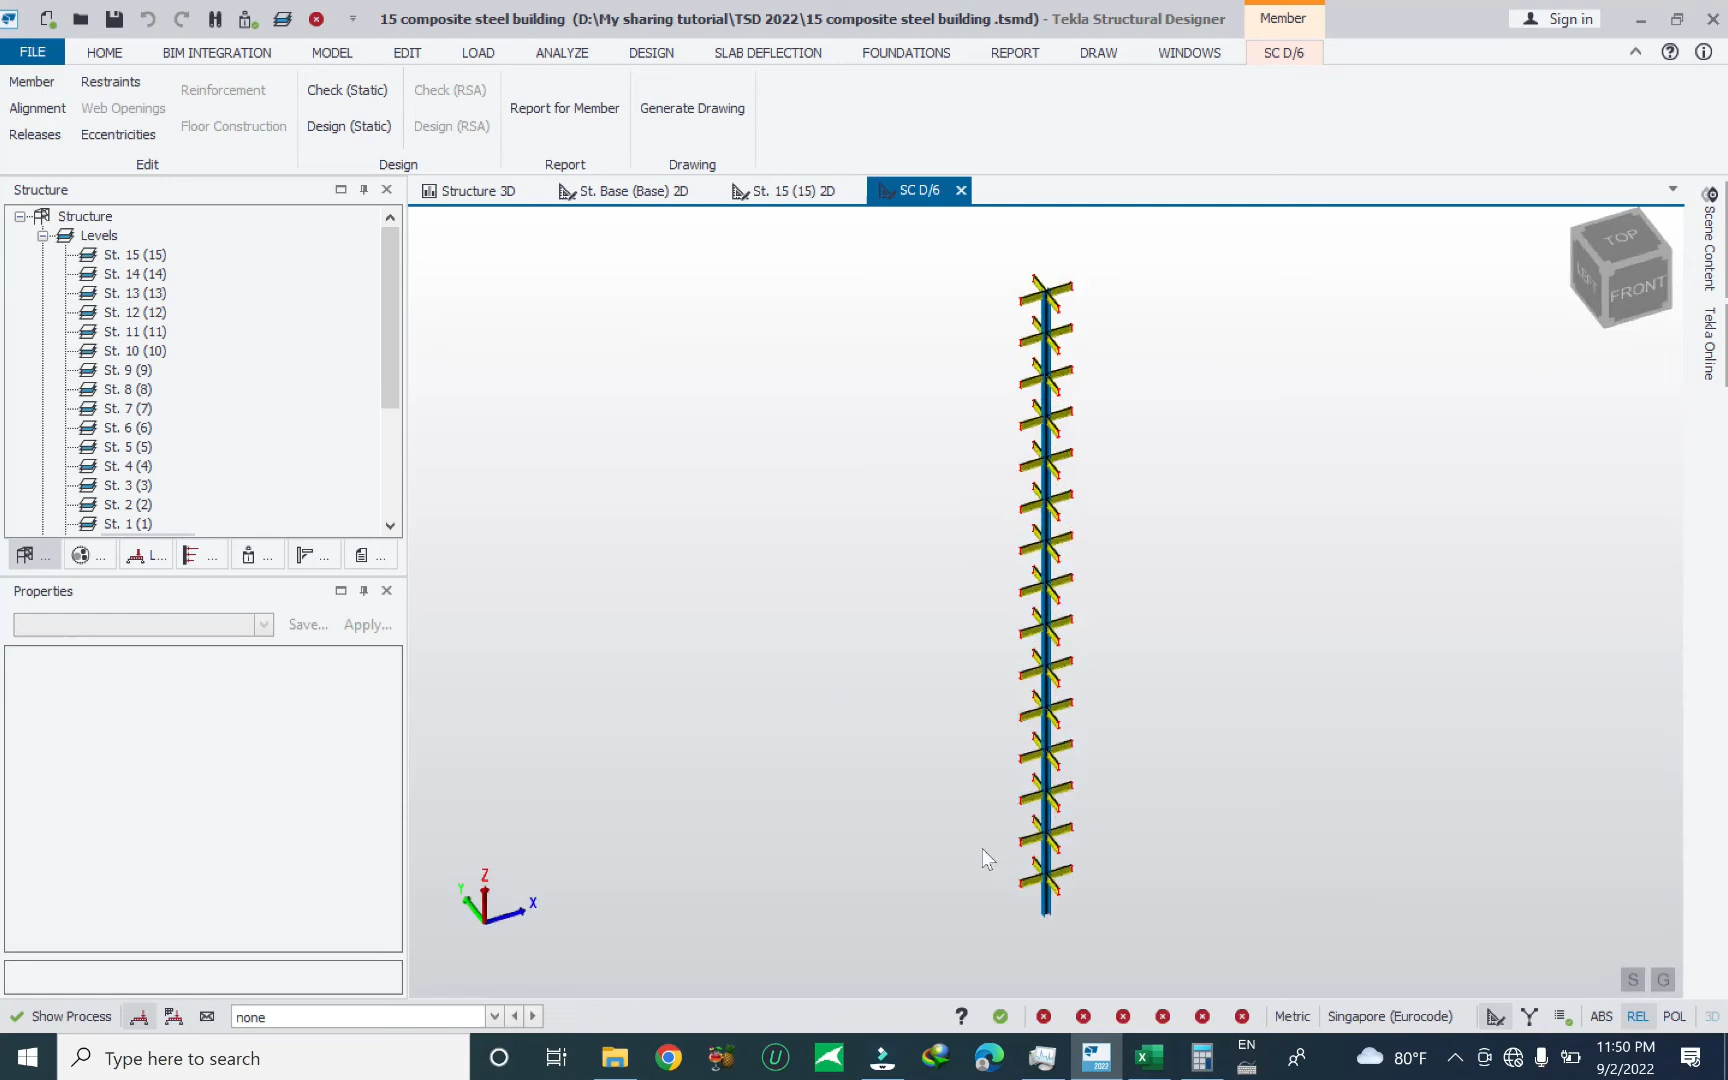 15 composite steel building (D:\My sharing tutorial\TSD 2022\15 composite steel building .tsmd) - Tekla Structural Designer
Member
Sign in
FILE
HOME
BIM INTEGRATION
MODEL
EDIT
LOAD
ANALYZE
DESIGN
SLAB DEFLECTION
FOUNDATIONS
REPORT
DRAW
WINDOWS
SC D/6
Member
Restraints
Reinforcement
Check (Static)
Check (RSA)
Report for Member
Generate Drawing
Alignment
Web Openings
Releases
Eccentricities
Floor Construction
Design (Static)
Design (RSA)
Edit
Design
Report
Drawing
Structure
Structure 3D
St. Base (Base) 2D
St. 15 (15) 2D
SC D/6
Structure
Levels
St. 15 (15)
St. 14 (14)
St. 13 (13)
St. 12 (12)
St. 11 (11)
St. 10 (10)
St. 9 (9)
St. 8 (8)
St. 7 (7)
St. 6 (6)
St. 5 (5)
St. 4 (4)
St. 3 (3)
St. 2 (2)
St. 1 (1)
... ... L... ... ... ... ...
Properties
Save...
Apply...
TOP
LEFT
FRONT
Scene Content
Tekla Online
Z
Y
X
S G
Show Process
none
?
Metric
Singapore (Eurocode)
ABS
REL
POL
3D
Type here to search
2022
EN
80°F
11:50 PM
9/2/2022